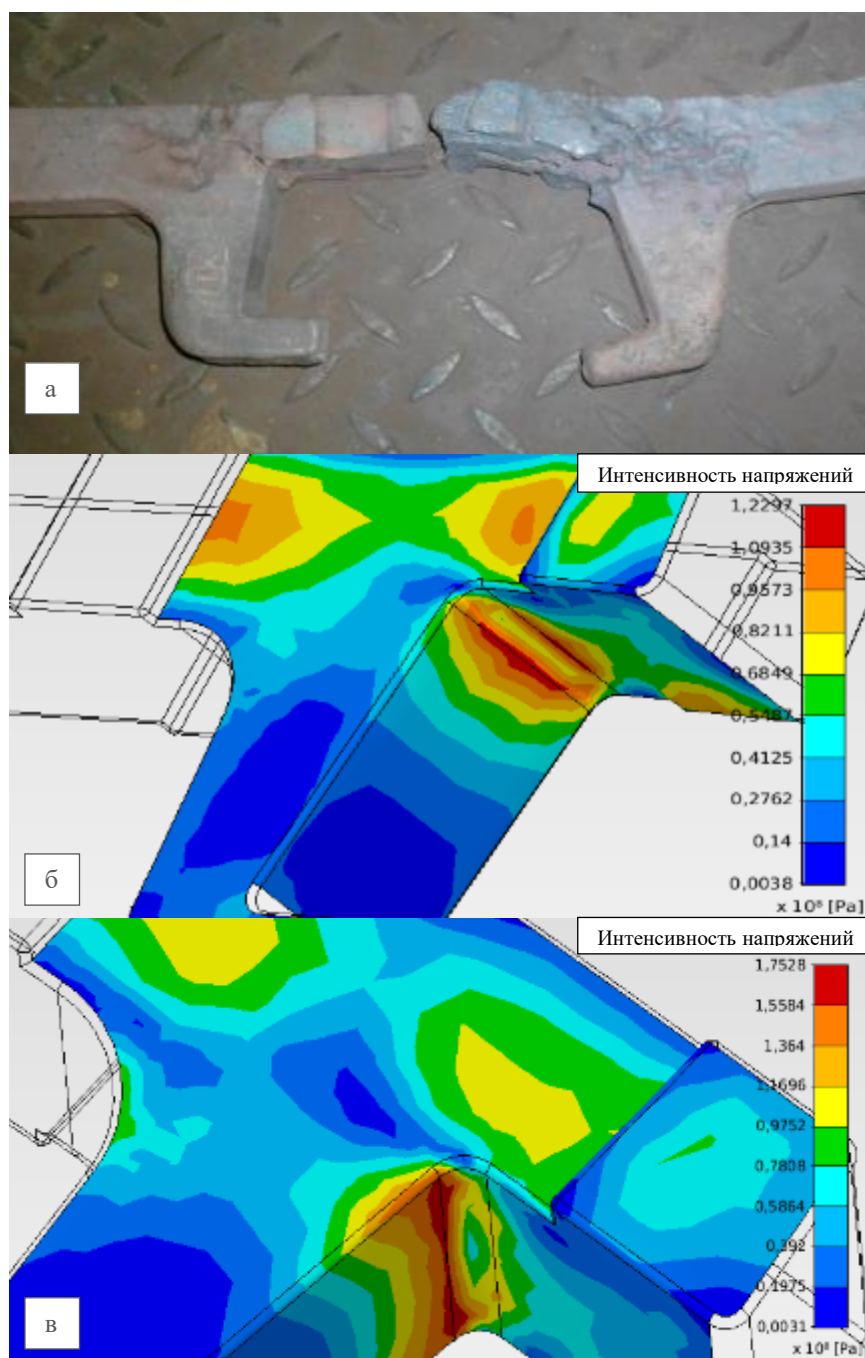 а
Интенсивность напряжений
1,2297
1,0935
0,9573
0,8211
0,6849
0,5487
0,4125
0,2762
0,14
0,0038
x 10⁸ [Pa]
б
Интенсивность напряжений
1,7528
1,5584
1,364
1,1696
0,9752
0,7808
0,5864
0,392
0,1975
0,0031
x 10⁸ [Pa]
в